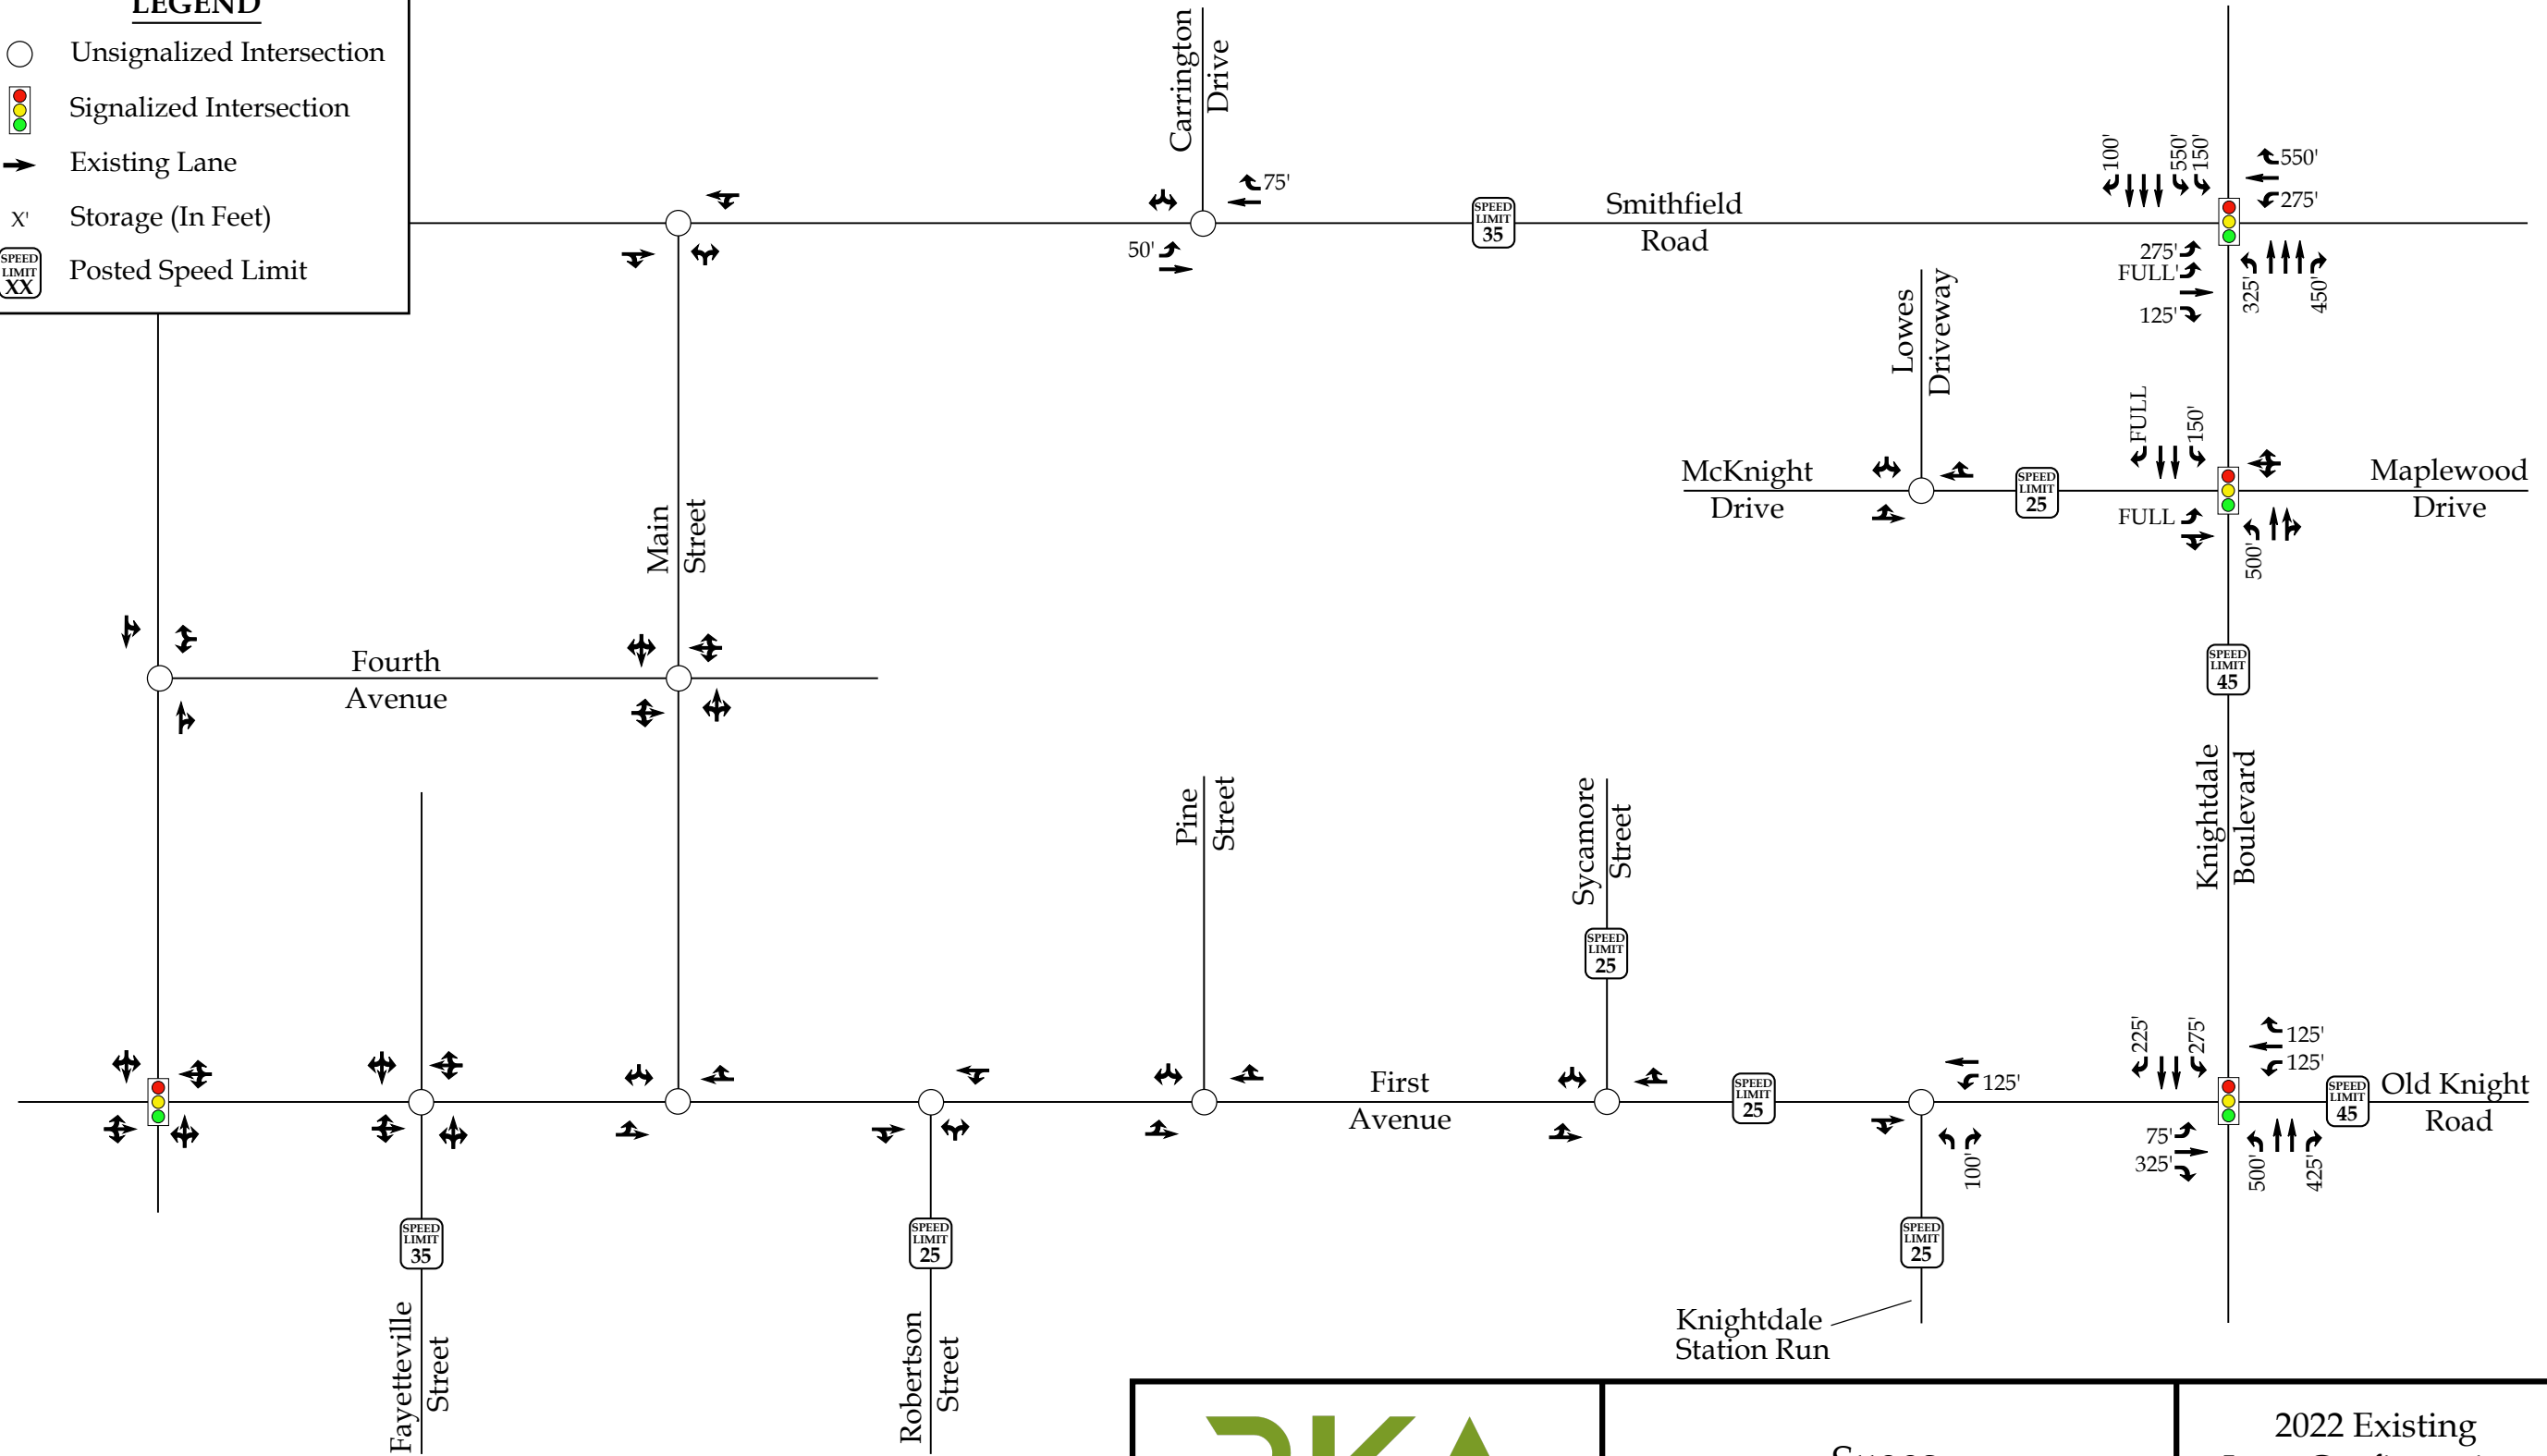 LEGEND
Unsignalized Intersection
Signalized Intersection
Existing Lane
X' Storage (In Feet)
SPEED
LIMIT
XX
Posted Speed Limit
Carrington
Drive
75'
50'
SPEED
LIMIT
35
Smithfield
Road
100'
550'
150'
550'
275'
275'
FULL'
125'
325'
450'
Lowes
Driveway
McKnight
Drive
SPEED
LIMIT
25
FULL
150'
FULL
500'
Maplewood
Drive
Main
Street
Fourth
Avenue
SPEED
LIMIT
45
Knightdale
Boulevard
Pine
Street
Sycamore
Street
SPEED
LIMIT
25
First
Avenue
SPEED
LIMIT
25
125'
100'
225'
275'
125'
125'
75'
325'
500'
425'
SPEED
LIMIT
45
Old Knight
Road
SPEED
LIMIT
35
Fayetteville
Street
SPEED
LIMIT
25
Robertson
Street
SPEED
LIMIT
25
Knightdale
Station Run
RKA
2022 Existing